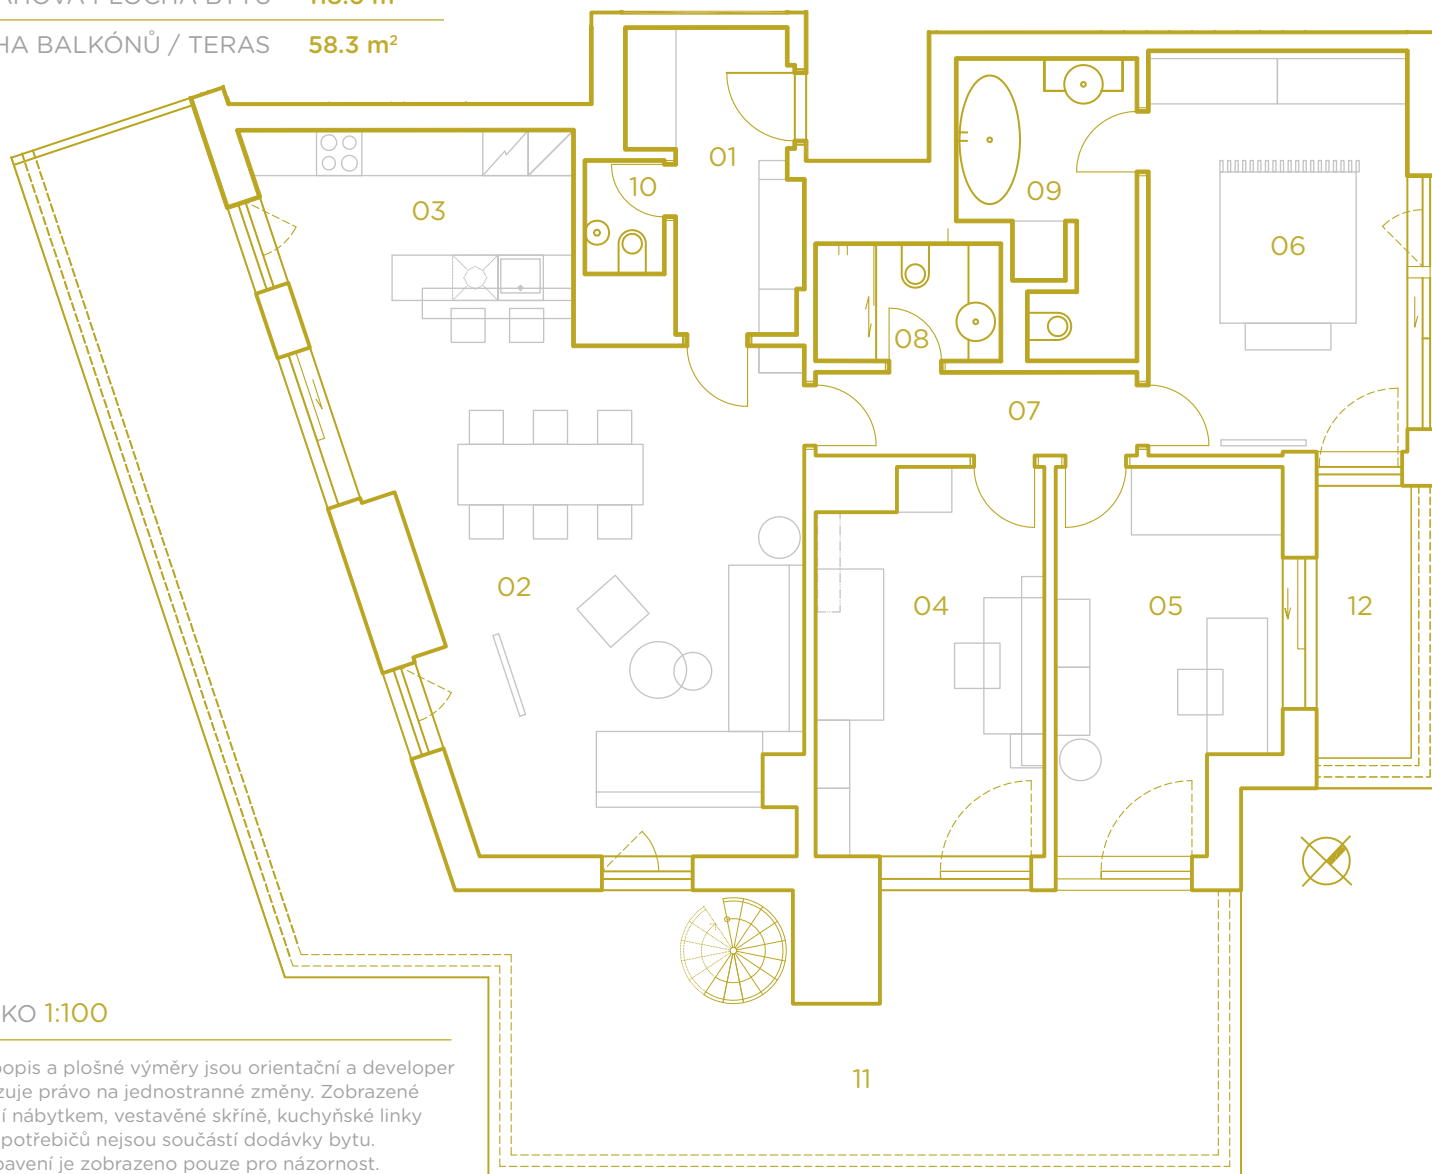 58.3 m²
HA BALKÓNŮ / TERAS
01
10
03
09
06
08
07
02
04
05
12
11
KO 1:100
opis a plošné výměry jsou orientační a developer
zuje právo na jednostranné změny. Zobrazené
í nábytkem, vestavěné skříně, kuchyňské linky
potřebičů nejsou součástí dodávky bytu.
bavení je zobrazeno pouze pro názornost.